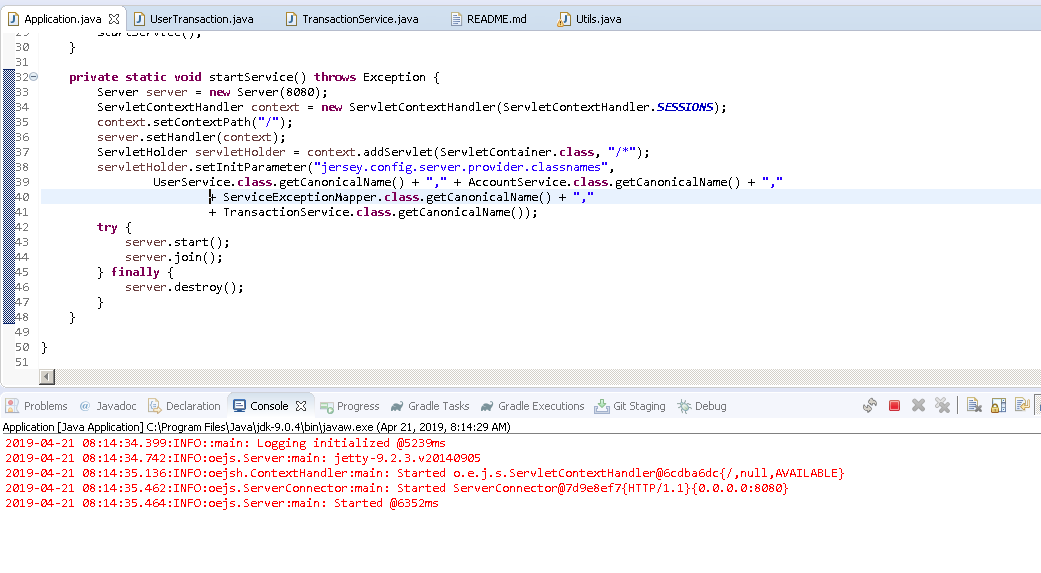 Application.java UserTransaction.java TransactionService.java README.md Utils.java
30 }
31
32 private static void startService() throws Exception {
33 Server server = new Server(8080);
34 ServletContextHandler context = new ServletContextHandler(ServletContextHandler.SESSIONS);
35 context.setContextPath("/");
36 server.setHandler(context);
37 ServletHolder servletHolder = context.addServlet(ServletContainer.class, "/*");
38 servletHolder.setInitParameter("jersey.config.server.provider.classnames",
39 UserService.class.getCanonicalName() + "," + AccountService.class.getCanonicalName() + ","
40 + ServiceExceptionMapper.class.getCanonicalName() + ","
41 + TransactionService.class.getCanonicalName());
42 try {
43 server.start();
44 server.join();
45 } finally {
46 server.destroy();
47 }
48 }
49
50 }
51
Problems @ Javadoc Declaration Console Progress Gradle Tasks Gradle Executions Git Staging Debug
Application [Java Application] C:\Program Files\Java\jdk-9.0.4\bin\javaw.exe (Apr 21, 2019, 8:14:29 AM)
2019-04-21 08:14:34.399:INFO::main: Logging initialized @5239ms
2019-04-21 08:14:34.742:INFO:oejs.Server:main: jetty-9.2.3.v20140905
2019-04-21 08:14:35.136:INFO:oejsh.ContextHandler:main: Started o.e.j.s.ServletContextHandler@6cdba6dc{/,null,AVAILABLE}
2019-04-21 08:14:35.462:INFO:oejs.ServerConnector:main: Started ServerConnector@7d9e8ef7{HTTP/1.1}{0.0.0.0:8080}
2019-04-21 08:14:35.464:INFO:oejs.Server:main: Started @6352ms